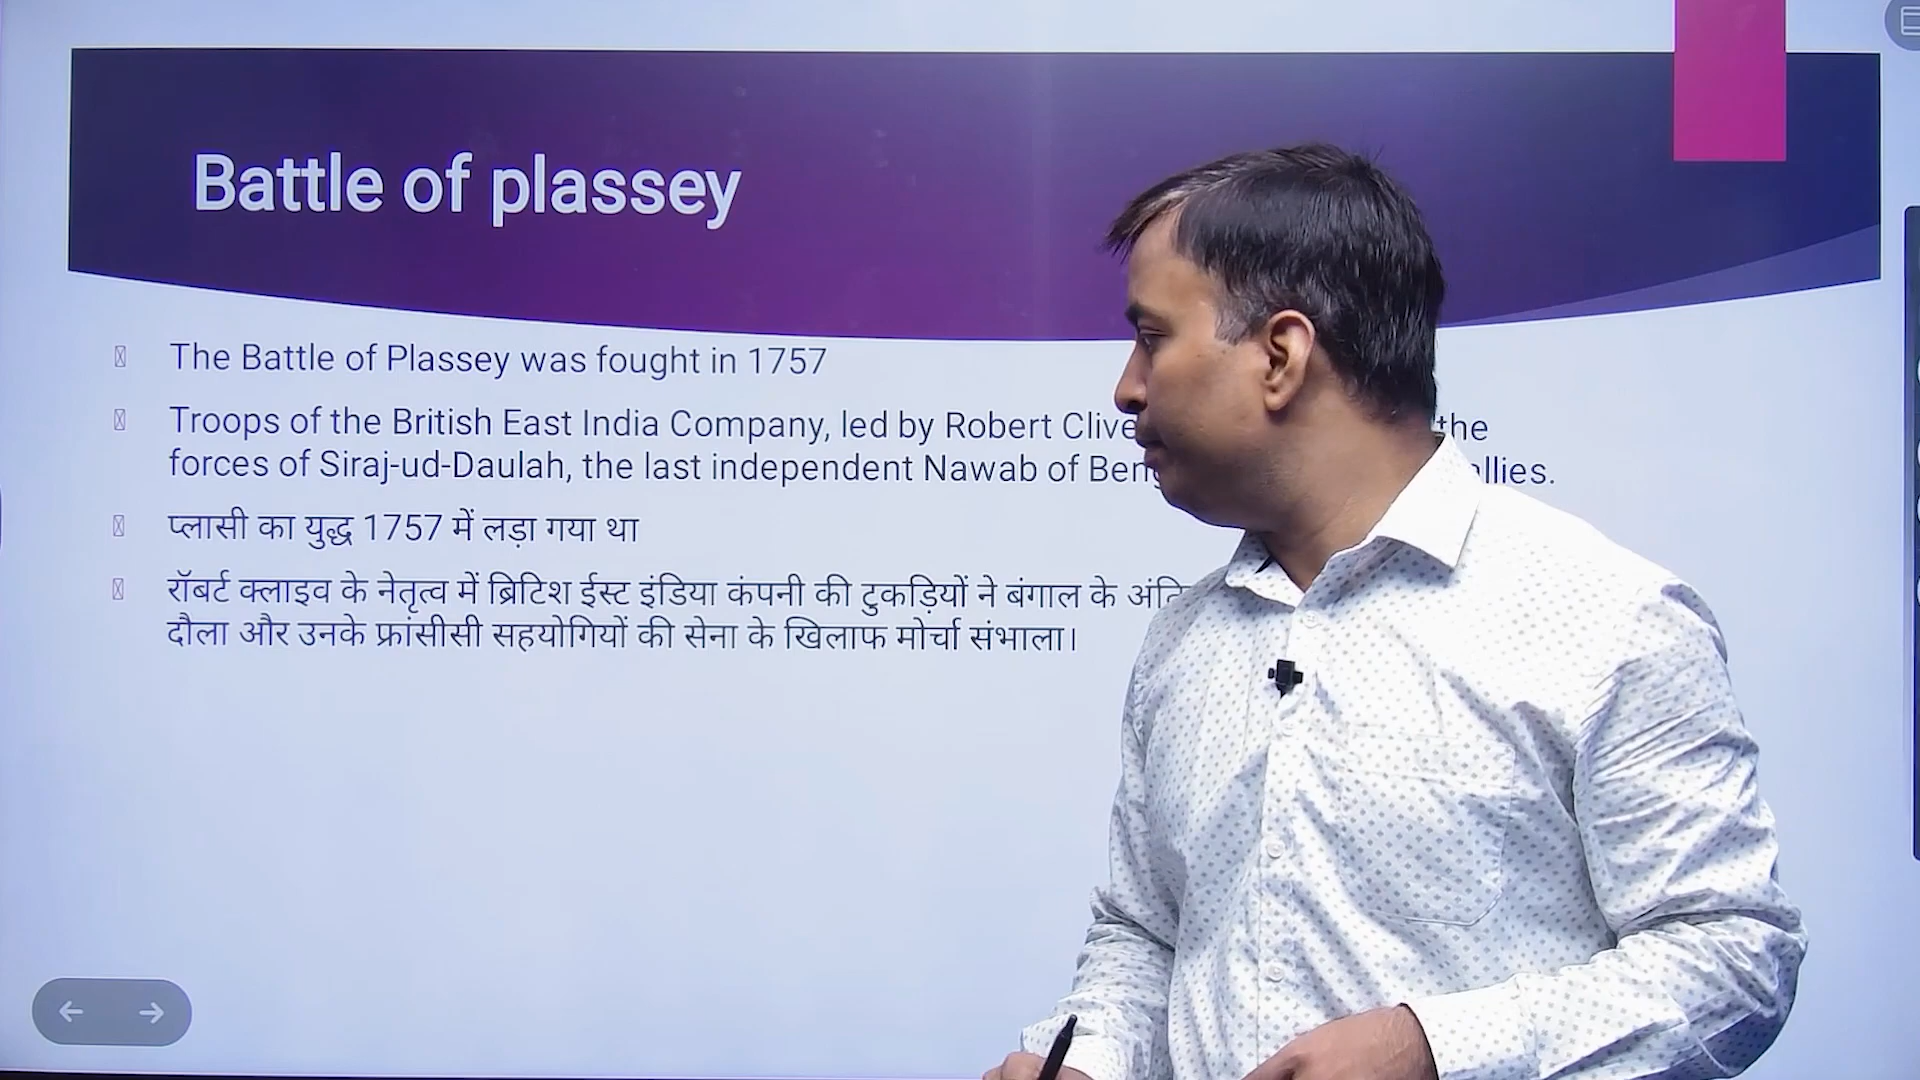 Battle of plassey
The Battle of Plassey was fought in 1757
Troops of the British East India Company, led by Robert Clive the
forces of Siraj-ud-Daulah, the last independent Nawab of
प्लासी का युद्ध 1757 में लड़ा गया था
रॉबर्ट क्लाइव के नेतृत्व में ब्रिटिश ईस्ट इंडिया कंपनी की टुकड़ियों ने बंगाल के
दौला और उनके फ्रांसीसी सहयोगियों की सेना के खिलाफ मोर्चा संभाला।